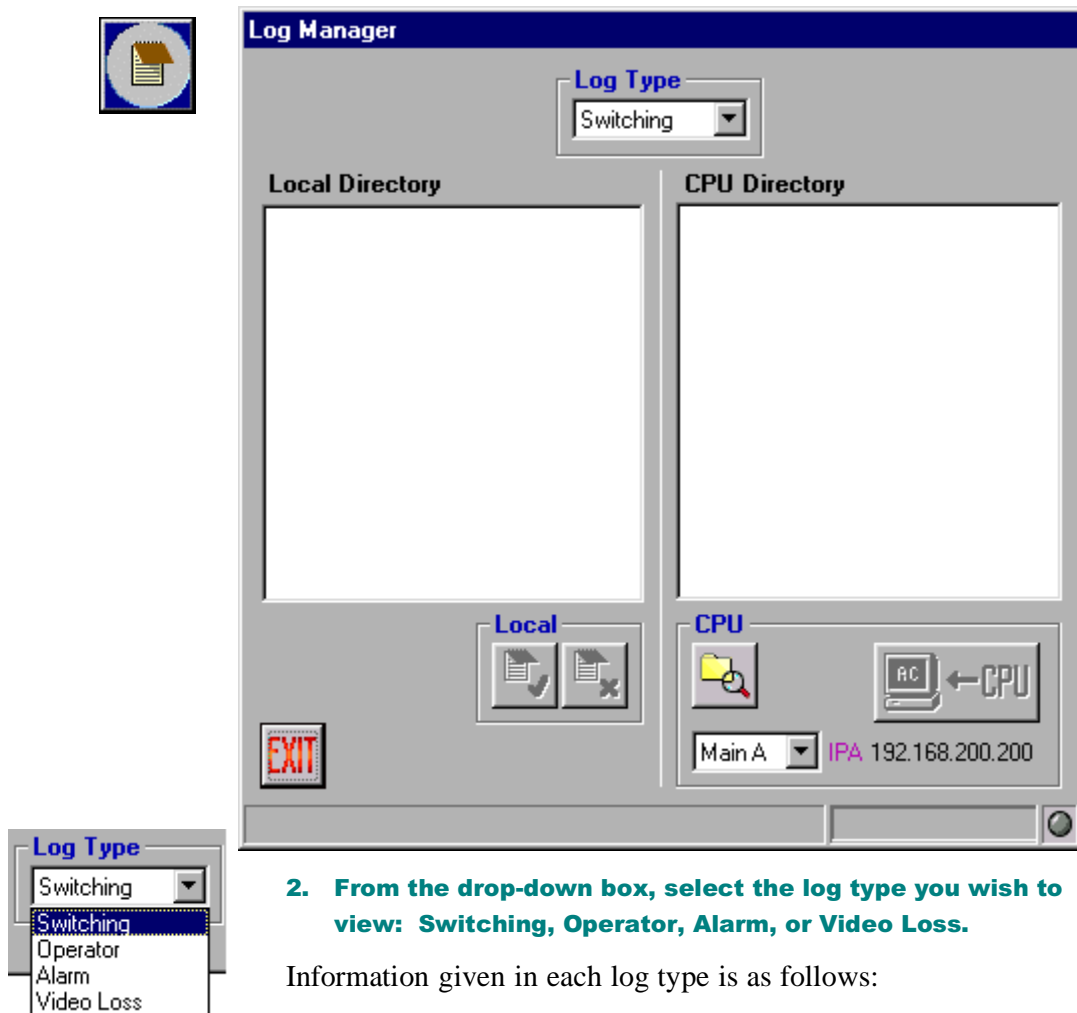 Log Manager
Log Type
Switching
Local Directory
CPU Directory
Local
CPU
AC ←CPU
EXIT
Main A IPA 192.168.200.200
Log Type
Switching
Switching
Operator
Alarm
Video Loss
2. From the drop-down box, select the log type you wish to
view: Switching, Operator, Alarm, or Video Loss.
Information given in each log type is as follows: